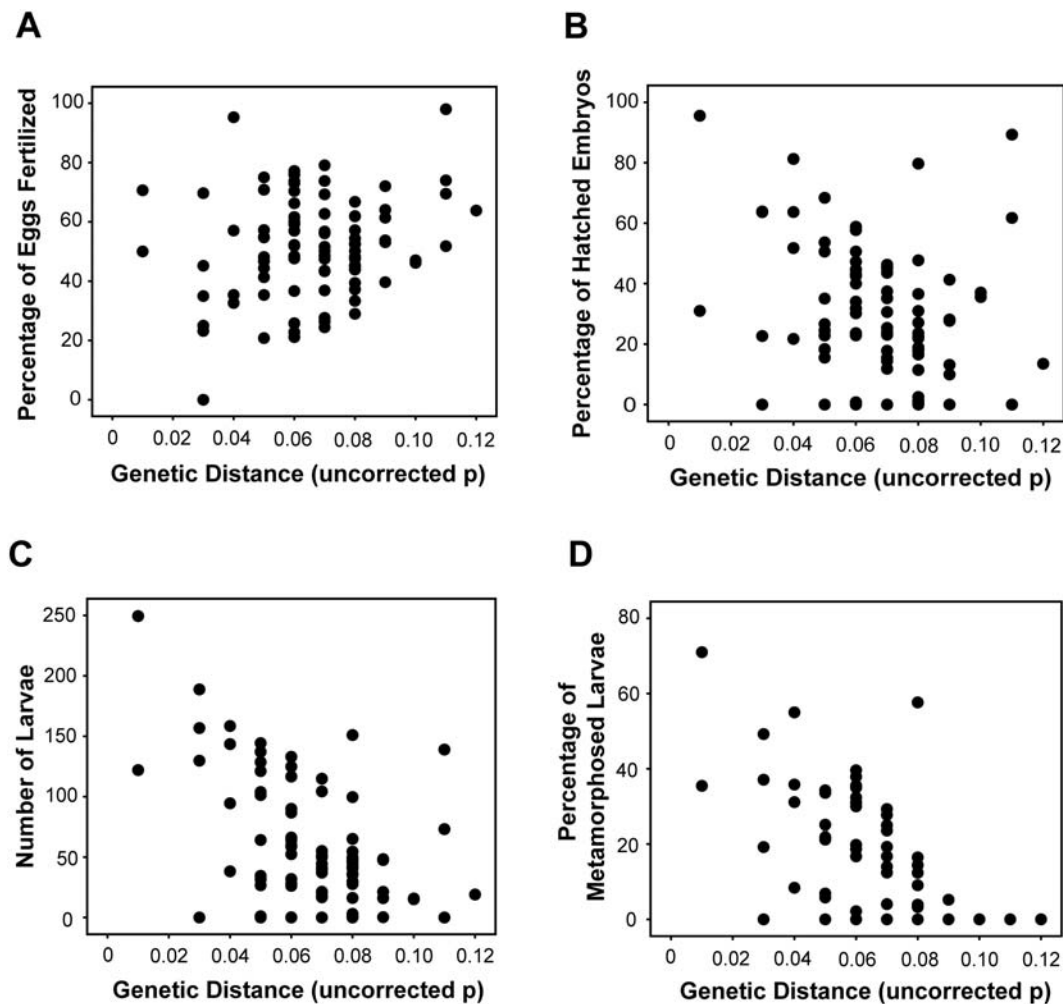 A
Percentage of Eggs Fertilized
100
80
60
40
20
0
0 0.02 0.04 0.06 0.08 0.10 0.12
Genetic Distance (uncorrected p)
B
Percentage of Hatched Embryos
100
80
60
40
20
0
0 0.02 0.04 0.06 0.08 0.10 0.12
Genetic Distance (uncorrected p)
C
Number of Larvae
250
200
150
100
50
0
0 0.02 0.04 0.06 0.08 0.10 0.12
Genetic Distance (uncorrected p)
D
Percentage of
Metamorphosed Larvae
80
60
40
20
0
0 0.02 0.04 0.06 0.08 0.10 0.12
Genetic Distance (uncorrected p)